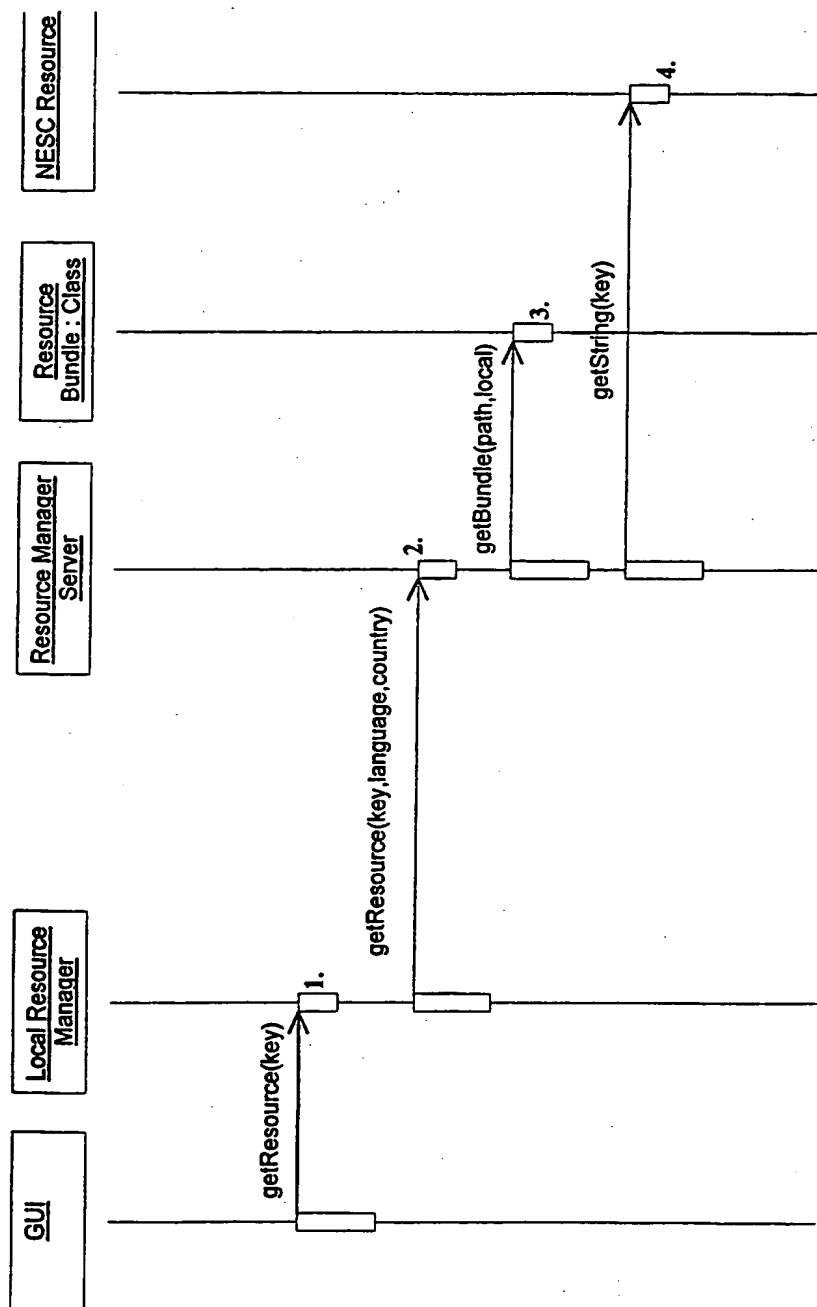 GUI
Local Resource
Manager
Resource Manager
Server
Resource
Bundle : Class
NESC Resource
getResource(key)
1.
getResource(key,language,country)
2.
getBundle(path,local)
3.
getString(key)
4.